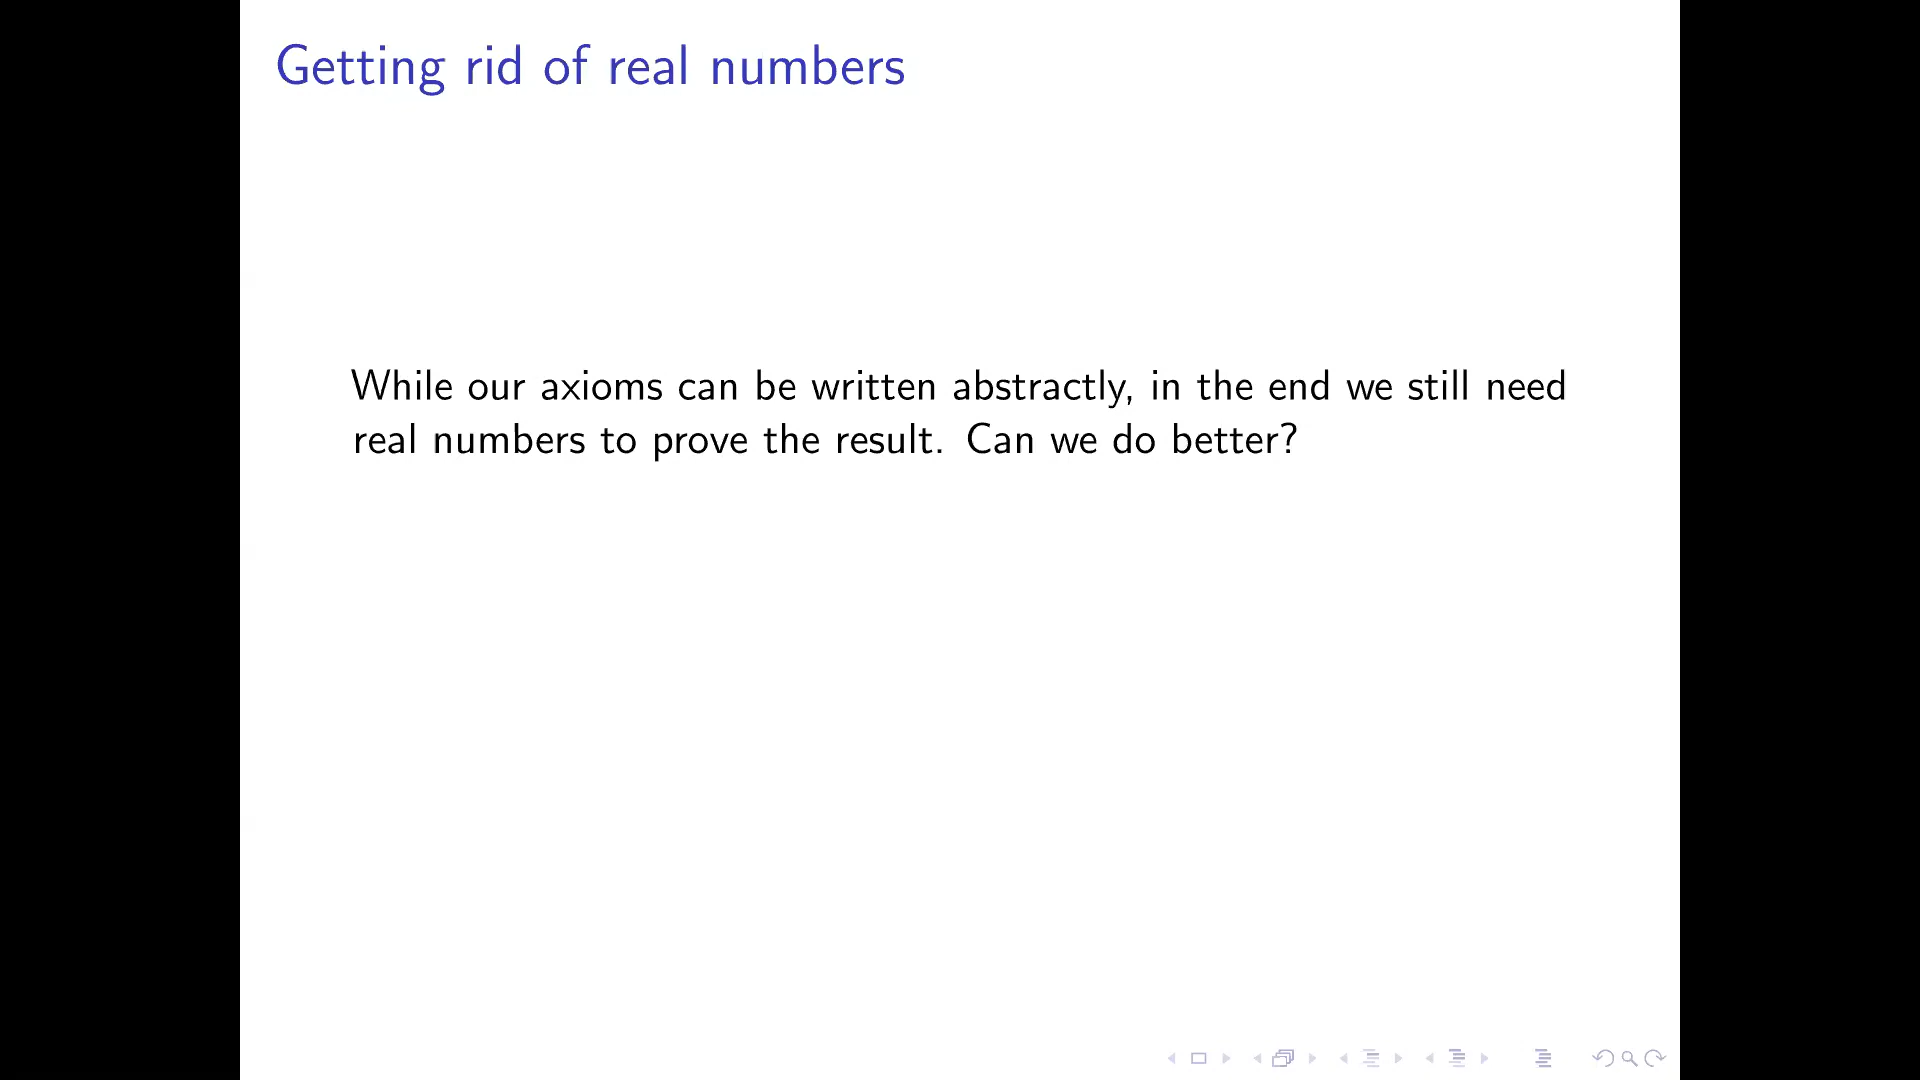 Getting rid of real numbers
While our axioms can be written abstractly, in the end we still need
real numbers to prove the result. Can we do better?